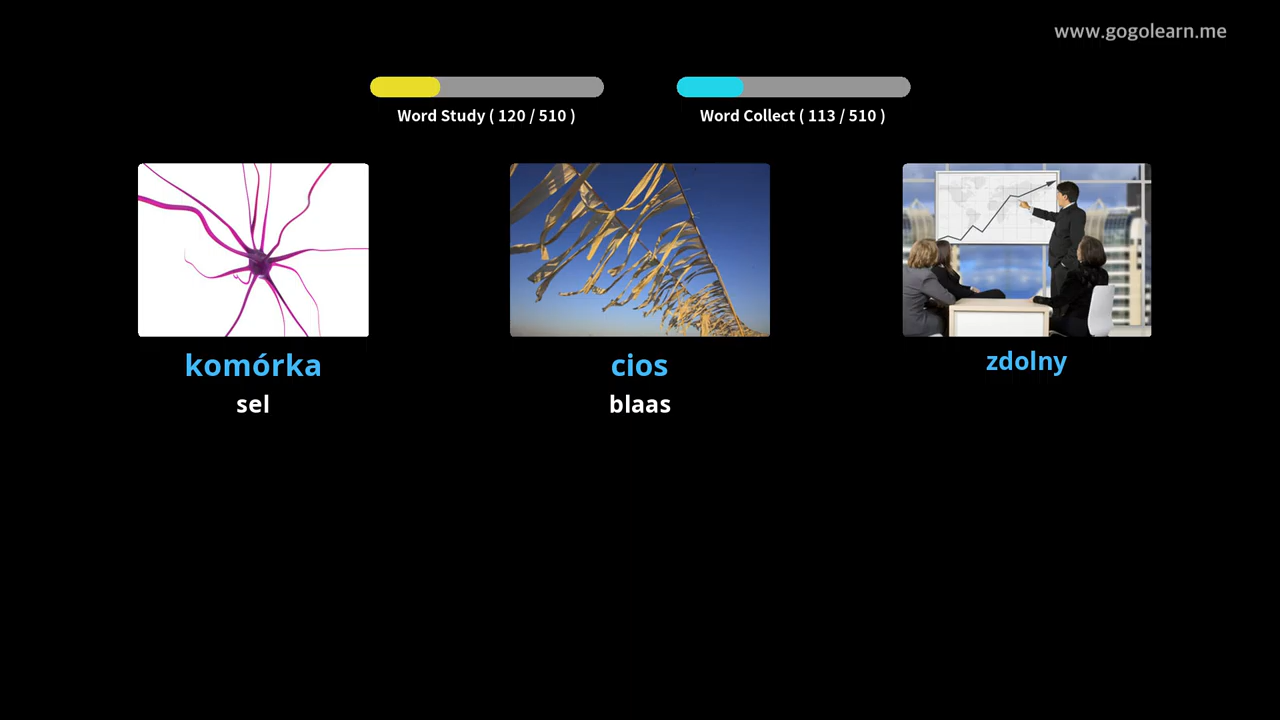 www.gogolearn.me
Word Study ( 120 / 510 )
Word Collect ( 113 / 510 )
komórka
sel
cios
blaas
zdolny